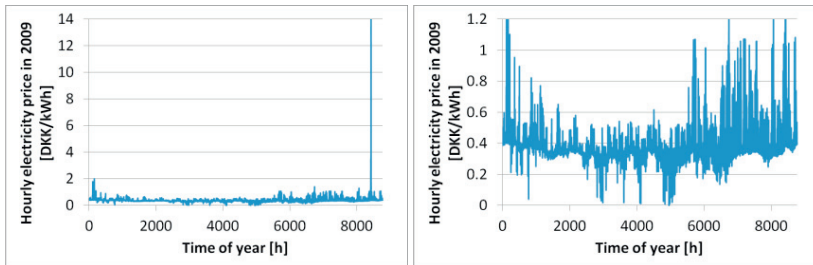 Hourly electricity price in 2009
[DKK/kWh]
14
12
10
8
6
4
2
0
0 2000 4000 6000 8000
Time of year [h]
Hourly electricity price in 2009
[DKK/kWh]
1.2
1
0.8
0.6
0.4
0.2
0
0 2000 4000 6000 8000
Time of year [h]